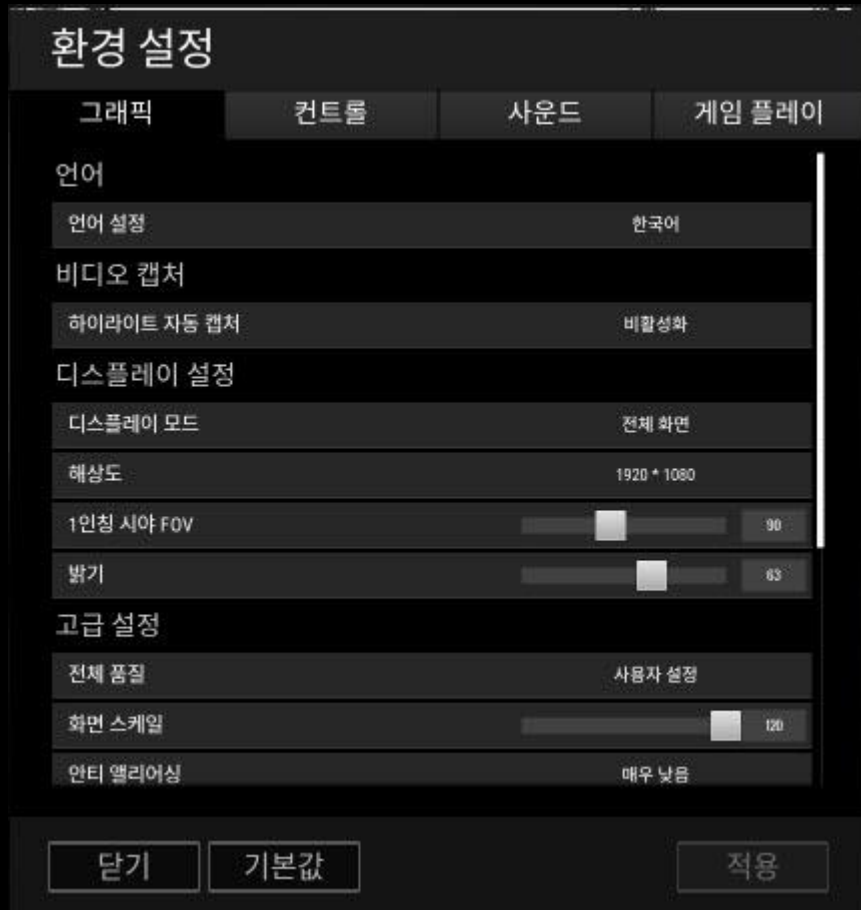 환경 설정
그래픽 컨트롤 사운드 게임 플레이
언어
언어 설정 한국어
비디오 캡처
하이라이트 자동 캡처 비활성화
디스플레이 설정
디스플레이 모드 전체 화면
해상도 1920 * 1080
1인칭 시야 FOV 90
밝기 63
고급 설정
전체 품질 사용자 설정
화면 스케일 120
안티 앨리어싱 매우 낮음
닫기 기본값 적용